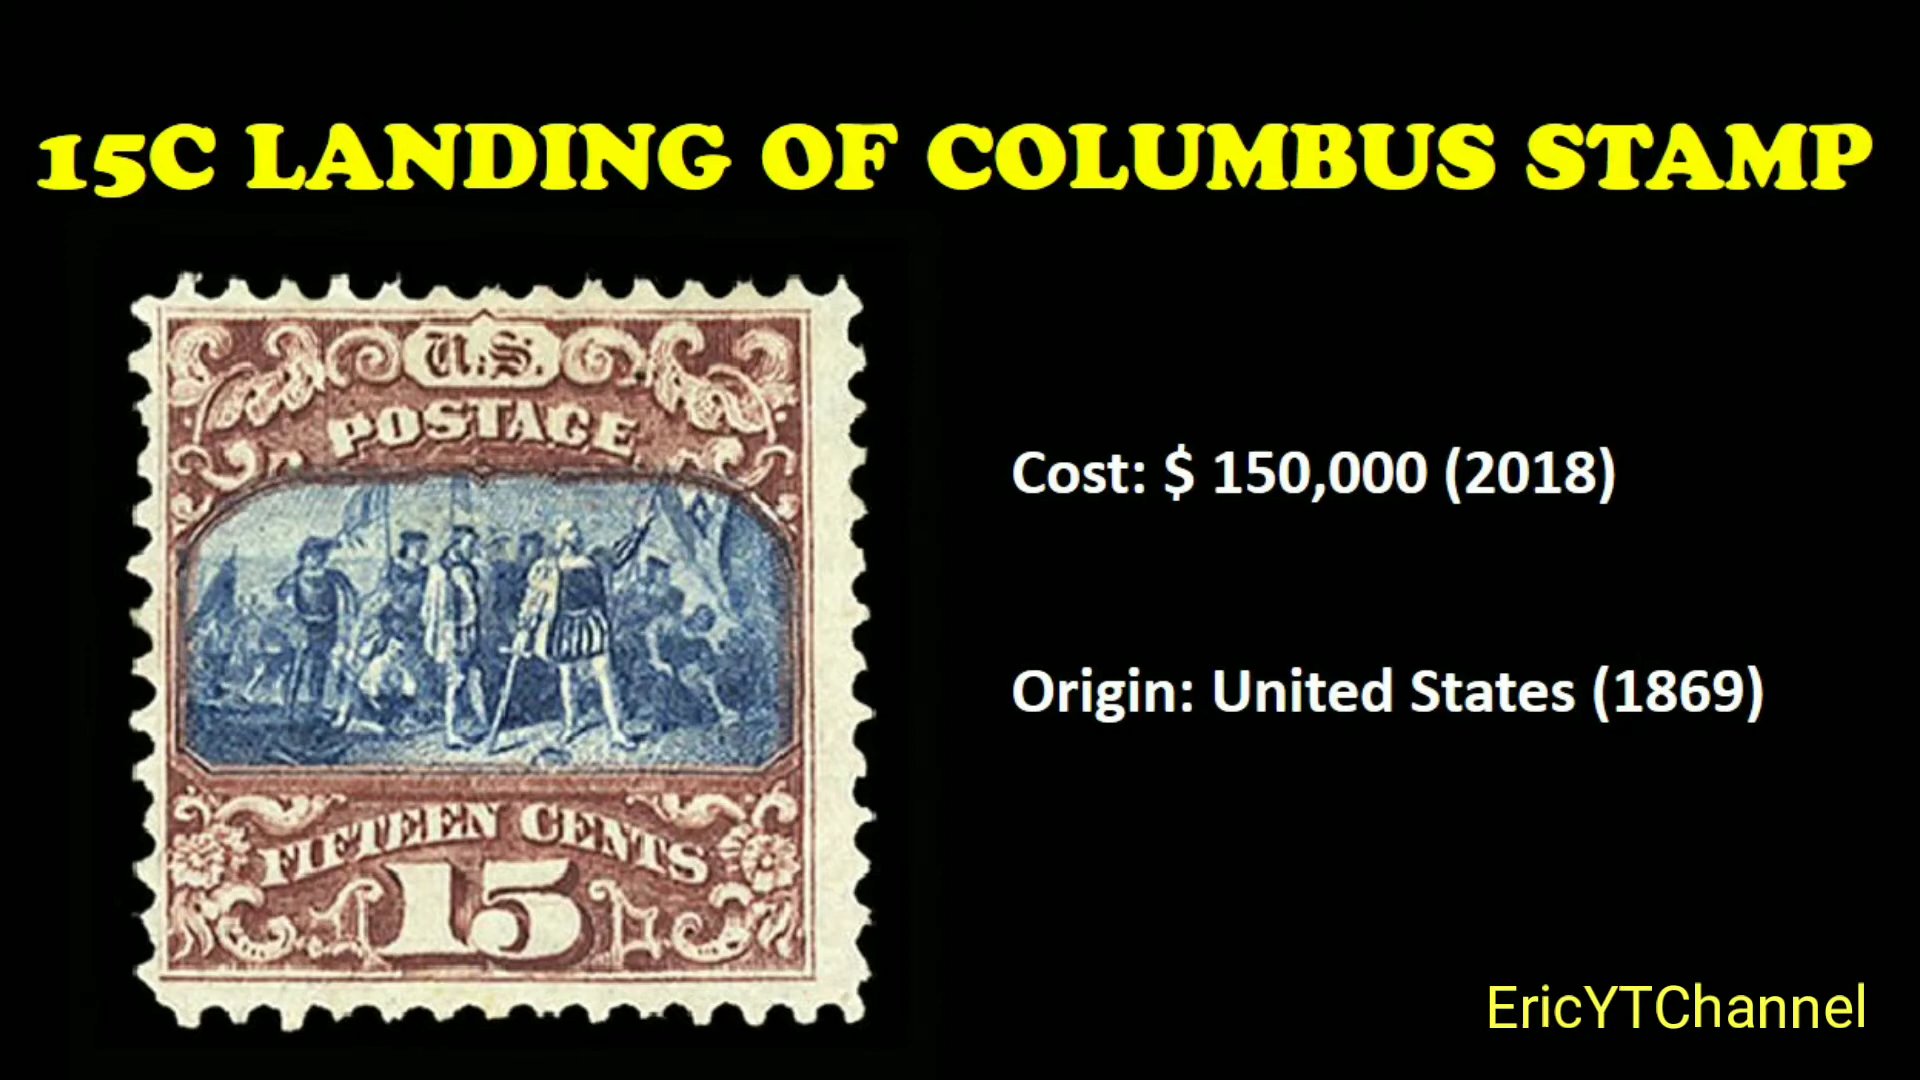 15C LANDING OF COLUMBUS STAMP
U.S.
POSTAGE
FIFTEEN CENTS
15
Cost: $ 150,000 (2018)
Origin: United States (1869)
EricYTChannel